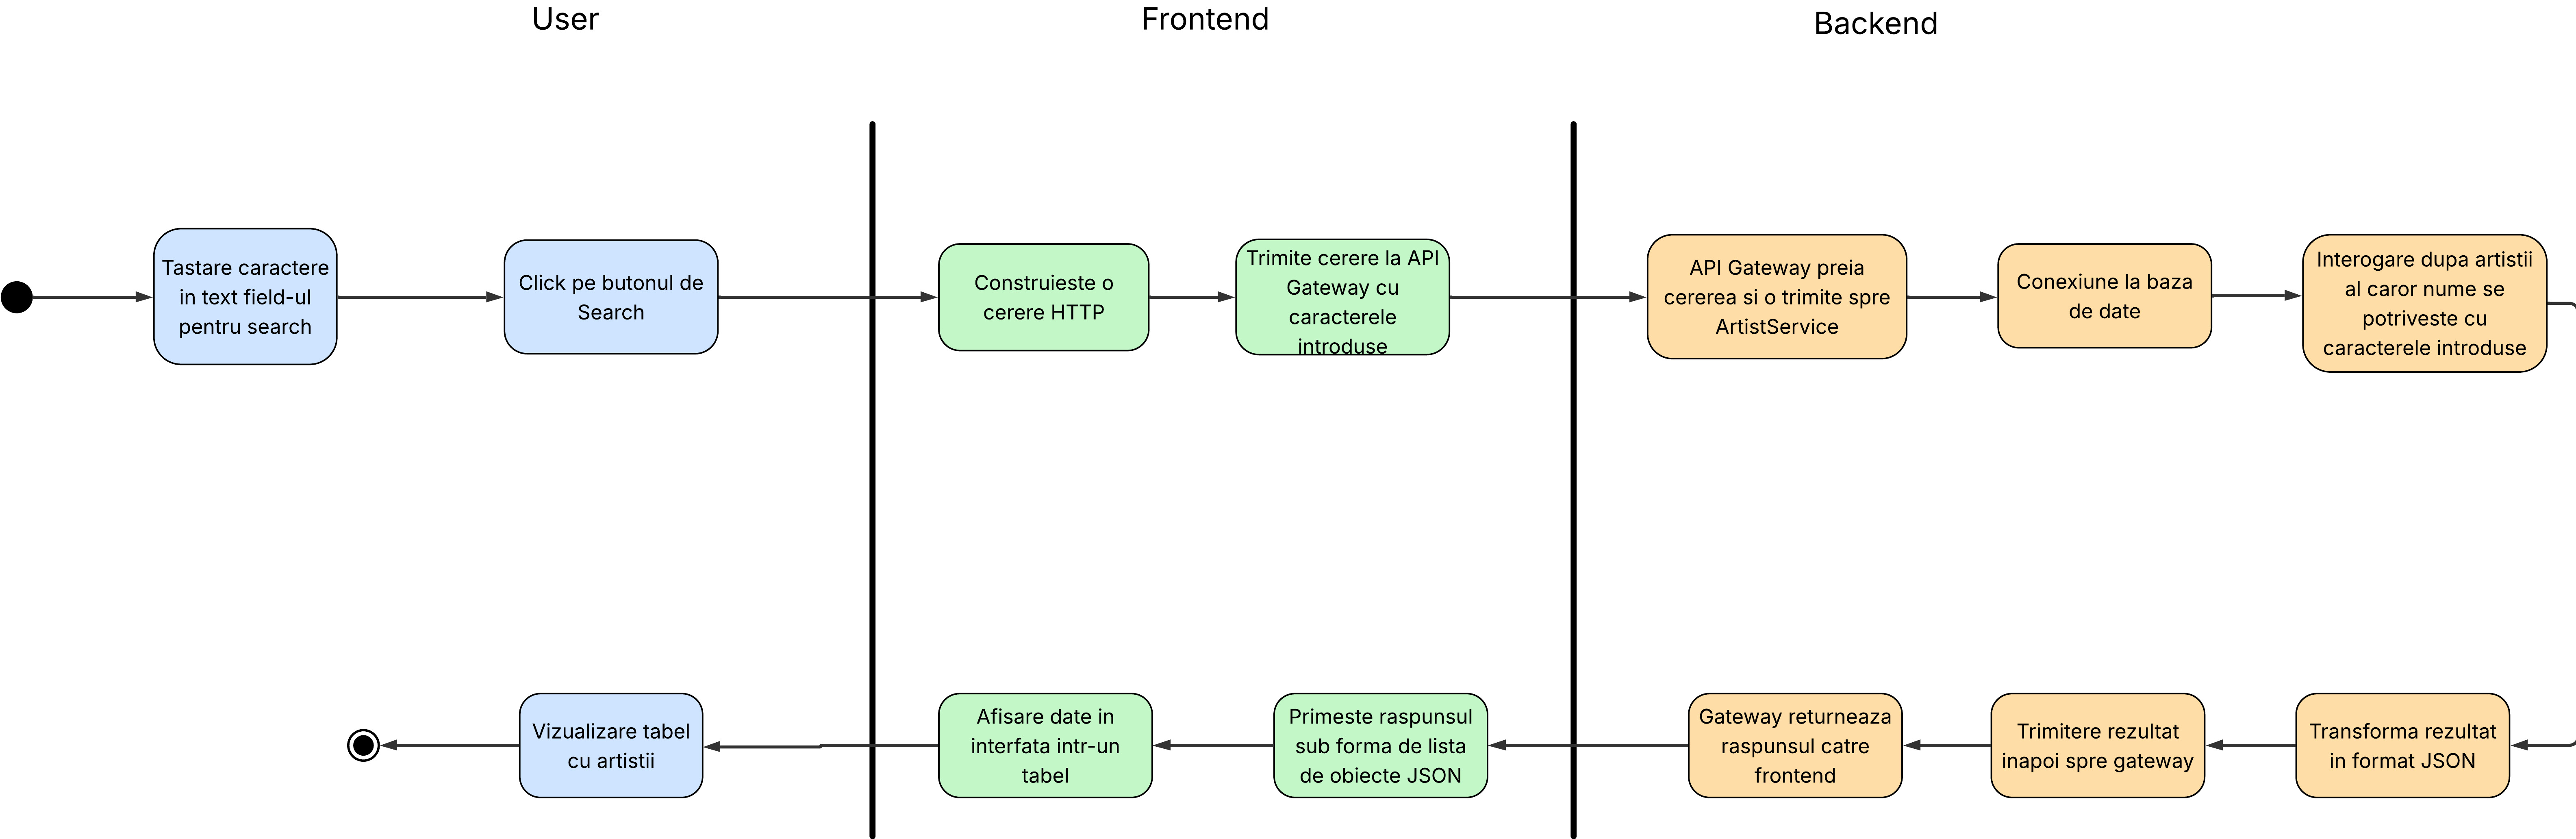 User
Frontend
Backend
Tastare caractere
in text field-ul
pentru search
Click pe butonul de
Search
Construieste o
cerere HTTP
Trimite cerere la API
Gateway cu
caracterele
introduse
API Gateway preia
cererea si o trimite spre
ArtistService
Conexiune la baza
de date
Interogare dupa artistii
al caror nume se
potriveste cu
caracterele introduse
Vizualizare tabel
cu artistii
Afisare date in
interfata intr-un
tabel
Primeste raspunsul
sub forma de lista
de obiecte JSON
Gateway returneaza
raspunsul catre
frontend
Trimitere rezultat
inapoi spre gateway
Transforma rezultat
in format JSON